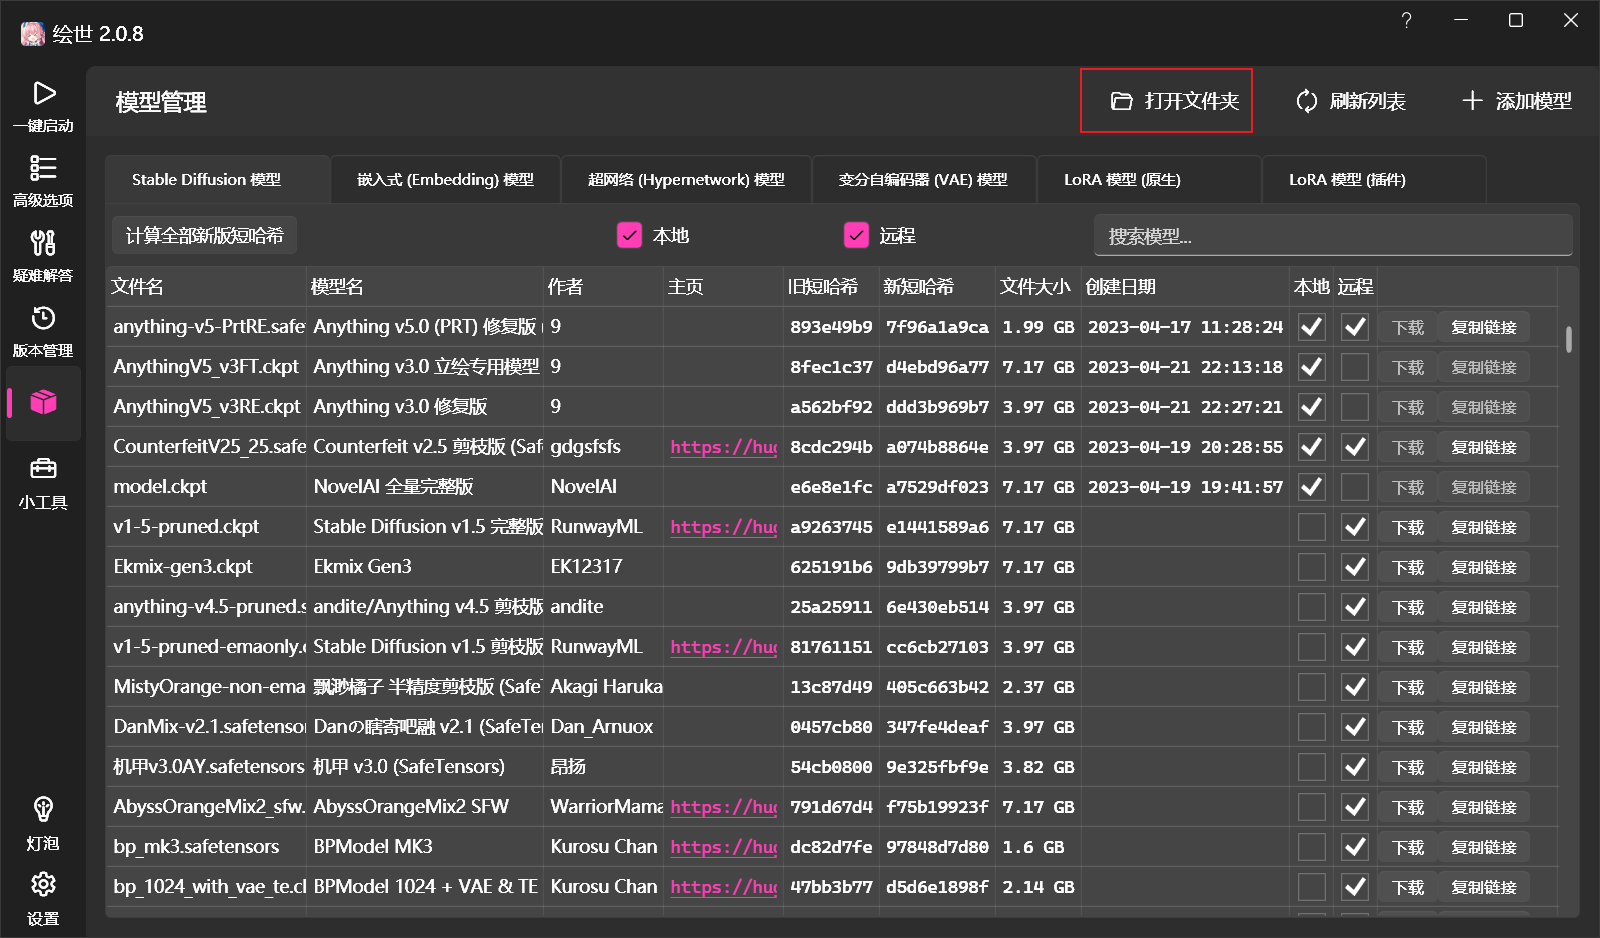 绘世 2.0.8
?
一键启动
高级选项
疑难解答
版本管理
小工具
灯泡
设置
模型管理
打开文件夹
刷新列表
添加模型
Stable Diffusion 模型 嵌入式 (Embedding) 模型 超网络 (Hypernetwork) 模型 变分自编码器 (VAE) 模型 LoRA 模型 (原生) LoRA 模型 (插件)
计算全部新版短哈希 本地 远程 搜索模型...
文件名 模型名 作者 主页 旧短哈希 新短哈希 文件大小 创建日期 本地 远程
anything-v5-PrtRE.safe Anything v5.0 (PRT) 修复版 ( 9 893e49b9 7f96a1a9ca 1.99 GB 2023-04-17 11:28:24 下载 复制链接
AnythingV5_v3FT.ckpt Anything v3.0 立绘专用模型 9 8fec1c37 d4ebd96a77 7.17 GB 2023-04-21 22:13:18 下载 复制链接
AnythingV5_v3RE.ckpt Anything v3.0 修复版 9 a562bf92 ddd3b969b7 3.97 GB 2023-04-21 22:27:21 下载 复制链接
CounterfeitV25_25.safe Counterfeit v2.5 剪枝版 (Saf gdgsfsfs https://hug 8cdc294b a074b8864e 3.97 GB 2023-04-19 20:28:55 下载 复制链接
model.ckpt NovelAI 全量完整版 NovelAI e6e8e1fc a7529df023 7.17 GB 2023-04-19 19:41:57 下载 复制链接
v1-5-pruned.ckpt Stable Diffusion v1.5 完整版 RunwayML https://hug a9263745 e1441589a6 7.17 GB 下载 复制链接
Ekmix-gen3.ckpt Ekmix Gen3 EK12317 625191b6 9db39799b7 7.17 GB 下载 复制链接
anything-v4.5-pruned.s andite/Anything v4.5 剪枝版 andite 25a25911 6e430eb514 3.97 GB 下载 复制链接
v1-5-pruned-emaonly.c Stable Diffusion v1.5 剪枝版 RunwayML https://hug 81761151 cc6cb27103 3.97 GB 下载 复制链接
MistyOrange-non-ema 飘渺橘子 半精度剪枝版 (Safe Akagi Haruka 13c87d49 405c663b42 2.37 GB 下载 复制链接
DanMix-v2.1.safetensor Danの瞎寄吧融 v2.1 (SafeTe Dan_Arnuox 0457cb80 347fe4deaf 3.97 GB 下载 复制链接
机甲v3.0AY.safetensors 机甲 v3.0 (SafeTensors) 昂扬 54cb0800 9e325fbf9e 3.82 GB 下载 复制链接
AbyssOrangeMix2_sfw. AbyssOrangeMix2 SFW WarriorMama https://hug 791d67d4 f75b19923f 7.17 GB 下载 复制链接
bp_mk3.safetensors BPModel MK3 Kurosu Chan https://hug dc82d7fe 97848d7d80 1.6 GB 下载 复制链接
bp_1024_with_vae_te.cl BPModel 1024 + VAE & TE Kurosu Chan https://hug 47bb3b77 d5d6e1898f 2.14 GB 下载 复制链接